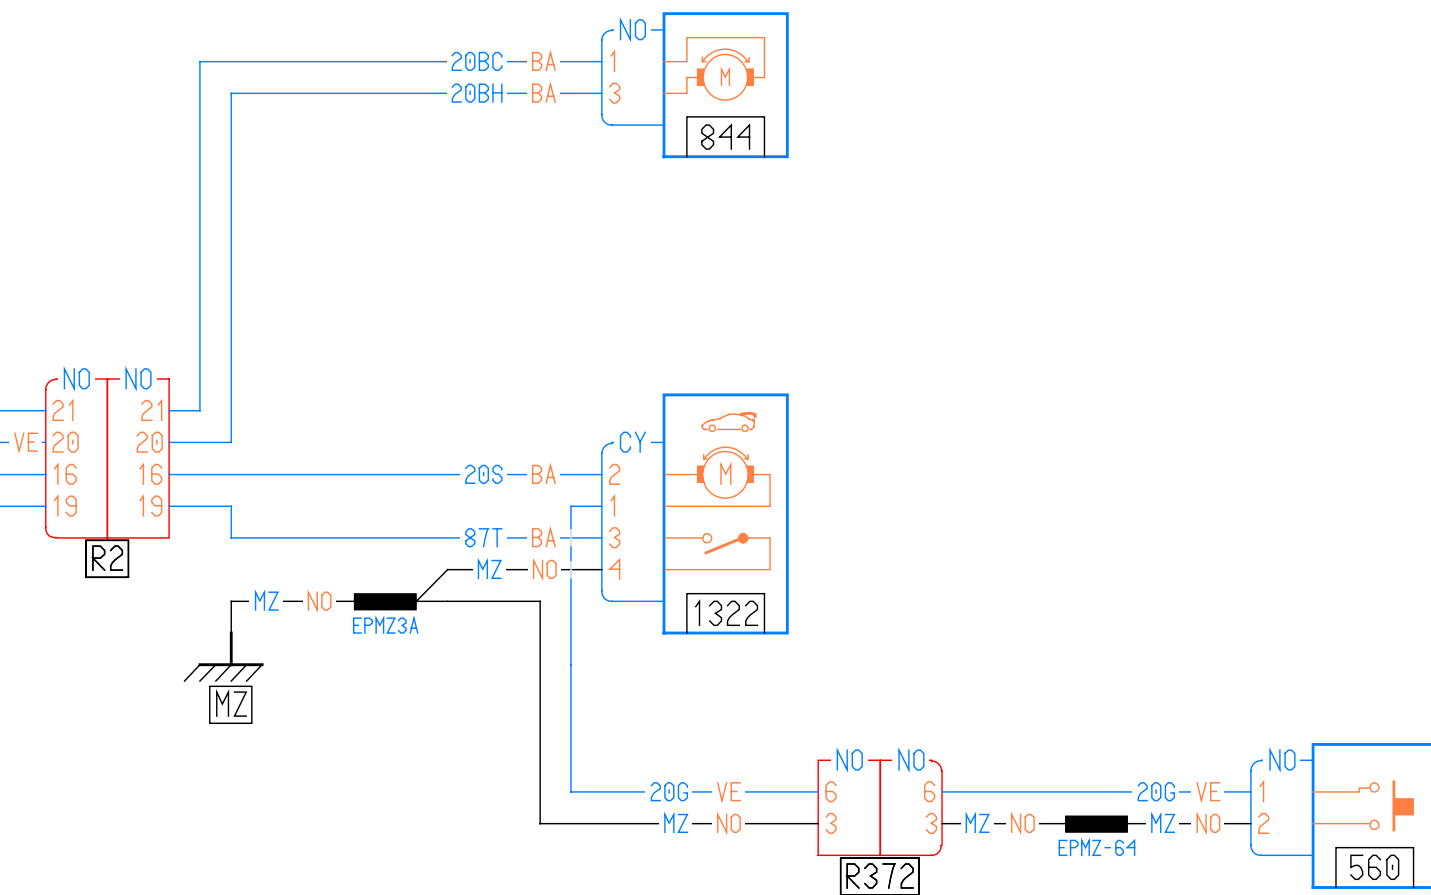 NO
20BC BA 1
M
20BH BA 3
844
NO NO
21 21
CY
VE 20 20
16 16 20S BA 2
M
19 19 1
87T BA 3
R2
MZ NO 4
MZ NO
EPMZ3A
1322
MZ
NO NO NO
20G VE 6 6 20G VE 1
MZ NO 3 3 MZ NO MZ NO 2
EPMZ-64
R372
560